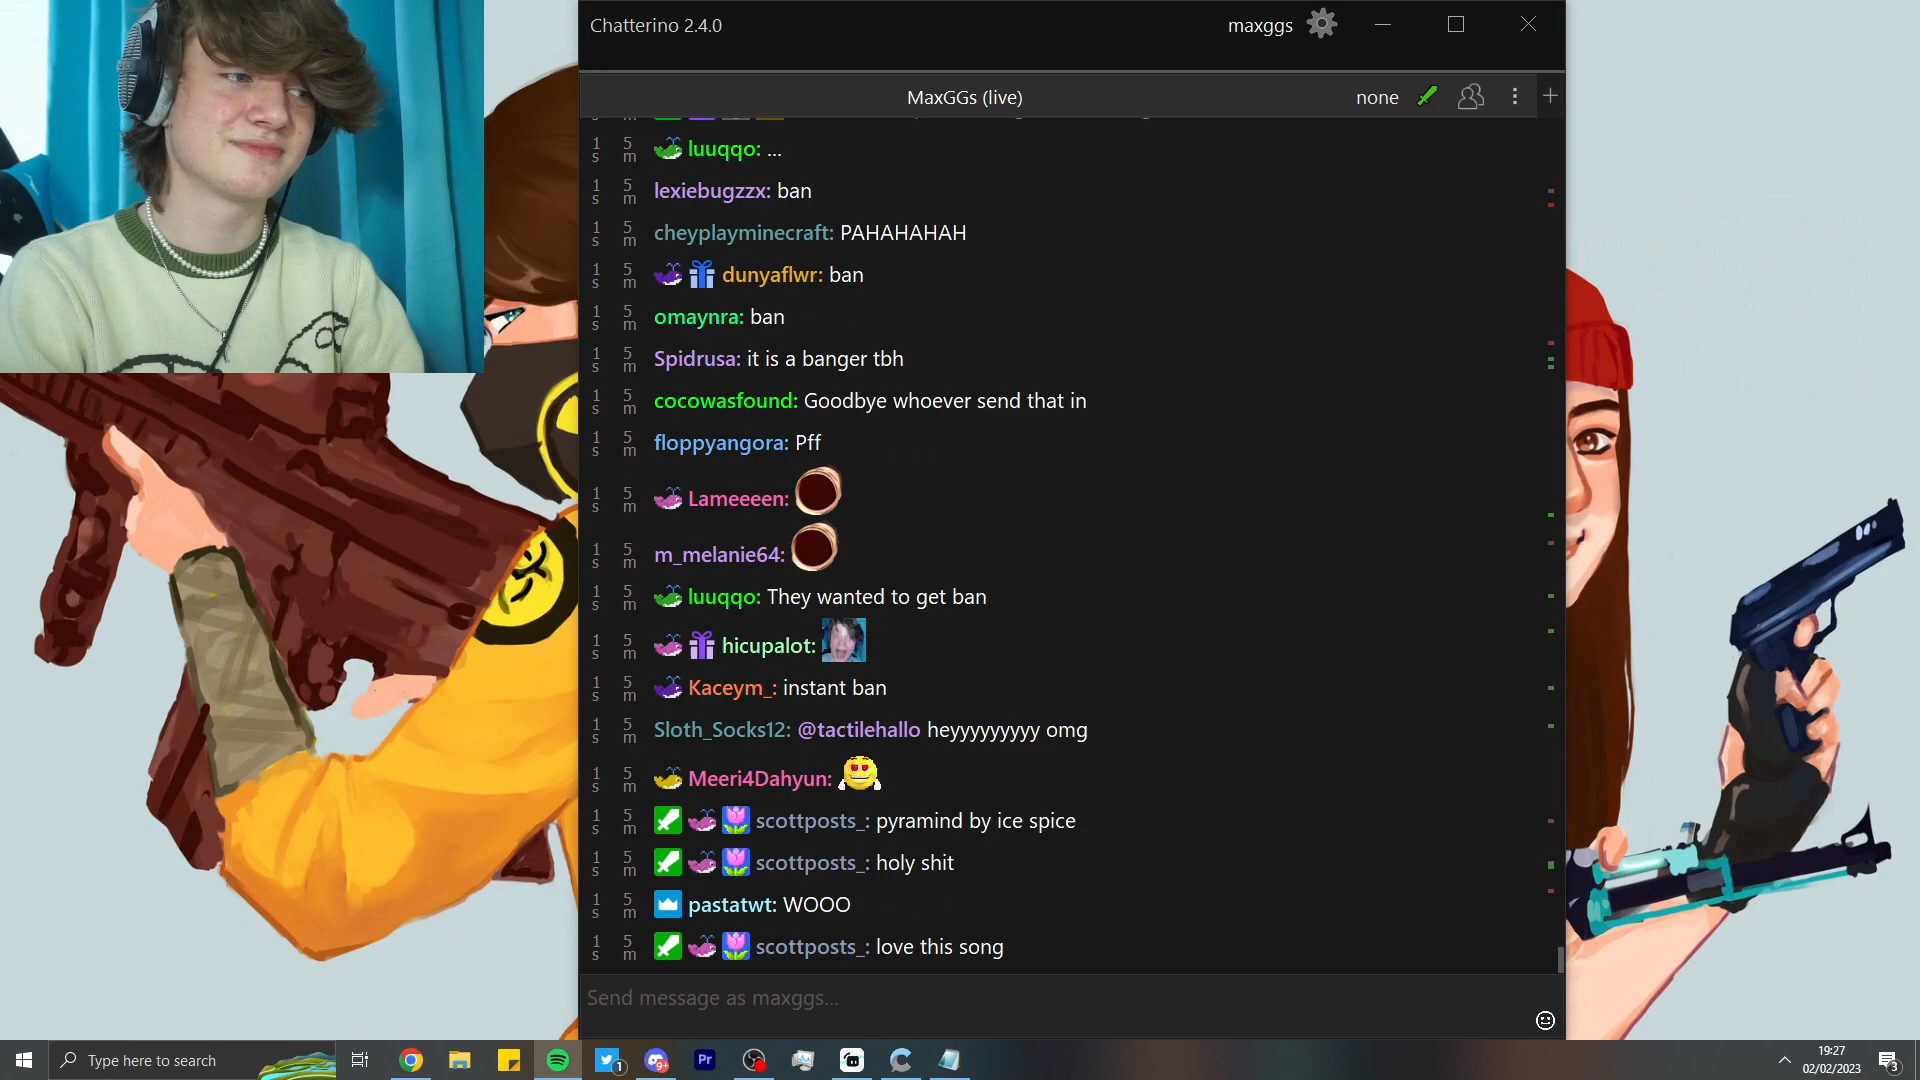 Chatterino 2.4.0
maxggs
MaxGGs (live)
none
1s 5m luuqqo: ...
1s 5m lexiebugzzx: ban
1s 5m cheyplayminecraft: PAHAHAHAH
1s 5m dunyaflwr: ban
1s 5m omaynra: ban
1s 5m Spidrusa: it is a banger tbh
1s 5m cocowasfound: Goodbye whoever send that in
1s 5m floppyangora: Pff
1s 5m Lameeeen:
1s 5m m_melanie64:
1s 5m luuqqo: They wanted to get ban
1s 5m hicupalot:
1s 5m Kaceym_: instant ban
1s 5m Sloth_Socks12: @tactilehallo heyyyyyyyyy omg
1s 5m Meeri4Dahyun:
1s 5m scottposts_: pyramind by ice spice
1s 5m scottposts_: holy shit
1s 5m pastatwt: WOOO
1s 5m scottposts_: love this song
Send message as maxggs...
Type here to search
1
9+
Pr
19:27
02/02/2023
3